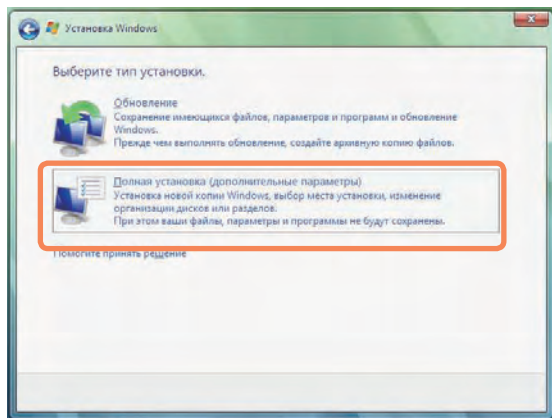 Установка Windows
Выберите тип установки.
Обновление
Сохранение имеющихся файлов, параметров и программ и обновление
Windows.
Прежде чем выполнять обновление, создайте архивную копию файлов.
Полная установка (дополнительные параметры)
Установка новой копии Windows, выбор места установки, изменение
организации дисков или разделов.
При этом ваши файлы, параметры и программы не будут сохранены.
Помогите принять решение